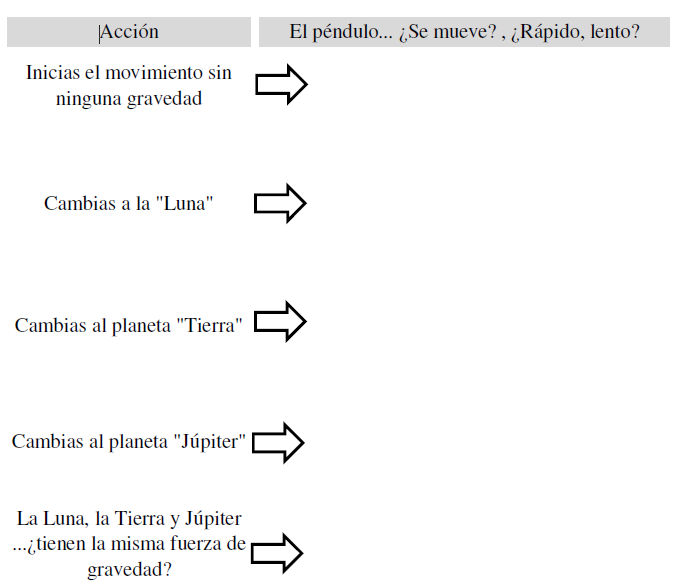 Acción
El péndulo... ¿Se mueve? , ¿Rápido, lento?
Inicias el movimiento sin
ninguna gravedad
Cambias a la "Luna"
Cambias al planeta "Tierra"
Cambias al planeta "Júpiter"
La Luna, la Tierra y Júpiter
...¿tienen la misma fuerza de
gravedad?